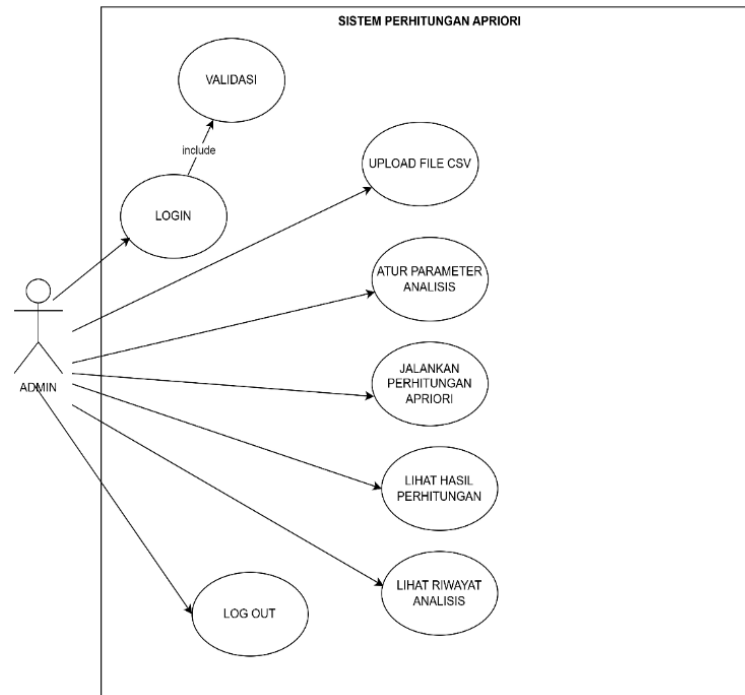 SISTEM PERHITUNGAN APRIORI
VALIDASI
include
LOGIN
UPLOAD FILE CSV
ATUR PARAMETER
ANALISIS
JALANKAN
PERHITUNGAN
APRIORI
ADMIN
LIHAT HASIL
PERHITUNGAN
LIHAT RIWAYAT
ANALISIS
LOG OUT